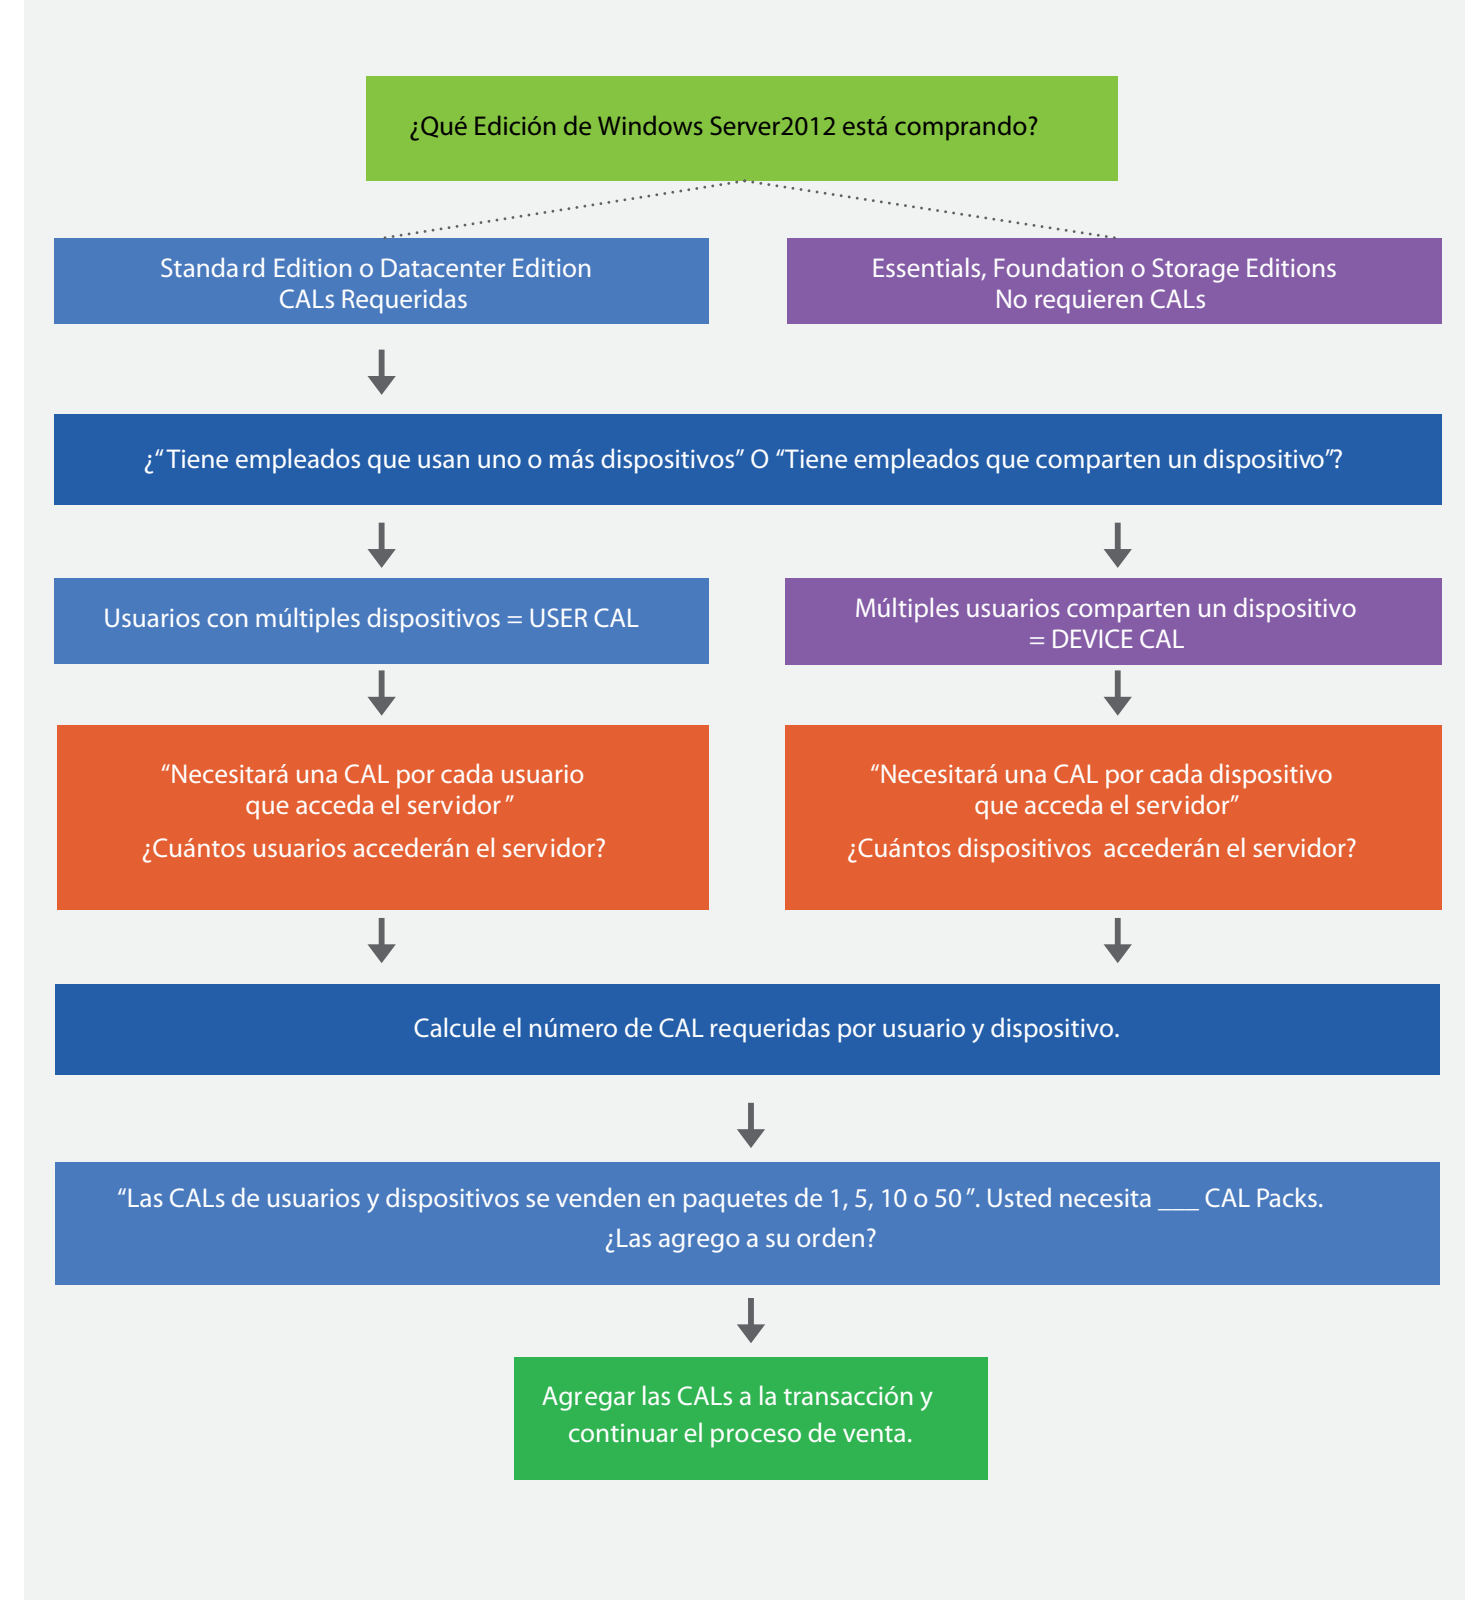 ¿Qué Edición de Windows Server2012 está comprando?
Standard Edition o Datacenter Edition
CALs Requeridas
Essentials, Foundation o Storage Editions
No requieren CALs
¿“Tiene empleados que usan uno o más dispositivos” O “Tiene empleados que comparten un dispositivo”?
Usuarios con múltiples dispositivos = USER CAL
Múltiples usuarios comparten un dispositivo
= DEVICE CAL
“Necesitará una CAL por cada usuario
que acceda el servidor”
¿Cuántos usuarios accederán el servidor?
“Necesitará una CAL por cada dispositivo
que acceda el servidor”
¿Cuántos dispositivos accederán el servidor?
Calcule el número de CAL requeridas por usuario y dispositivo.
“Las CALs de usuarios y dispositivos se venden en paquetes de 1, 5, 10 o 50”. Usted necesita ___ CAL Packs.
¿Las agrego a su orden?
Agregar las CALs a la transacción y
continuar el proceso de venta.